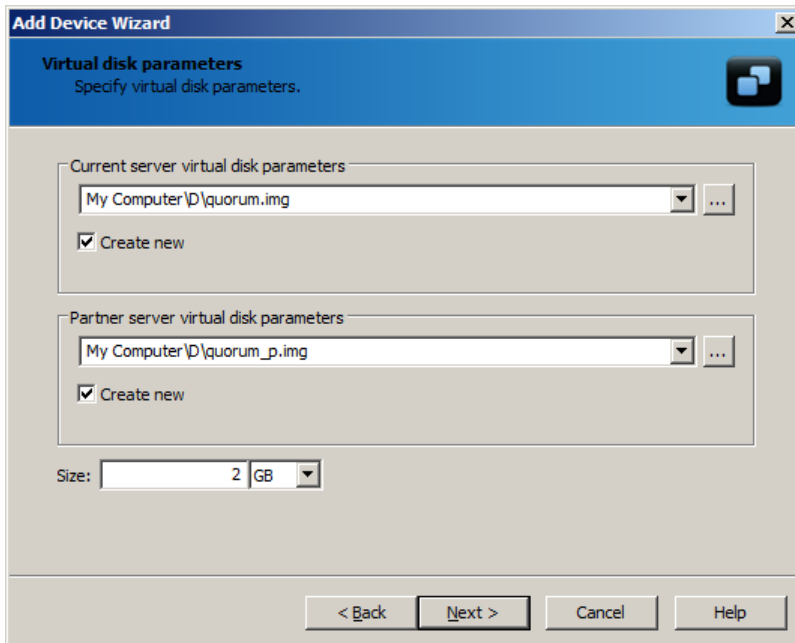 Add Device Wizard
Virtual disk parameters
Specify virtual disk parameters.
Current server virtual disk parameters
My Computer\D\quorum.img
...
Create new
Partner server virtual disk parameters
My Computer\D\quorum_p.img
...
Create new
Size: 2 GB
< Back Next > Cancel Help